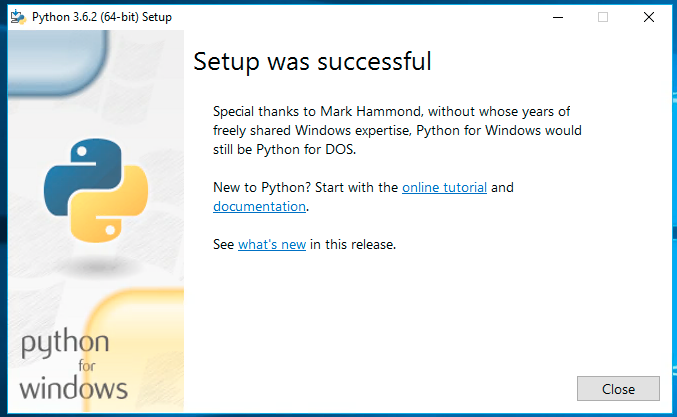 Python 3.6.2 (64-bit) Setup
Setup was successful
Special thanks to Mark Hammond, without whose years of
freely shared Windows expertise, Python for Windows would
still be Python for DOS.
New to Python? Start with the online tutorial and
documentation.
See what's new in this release.
python
for
windows
Close